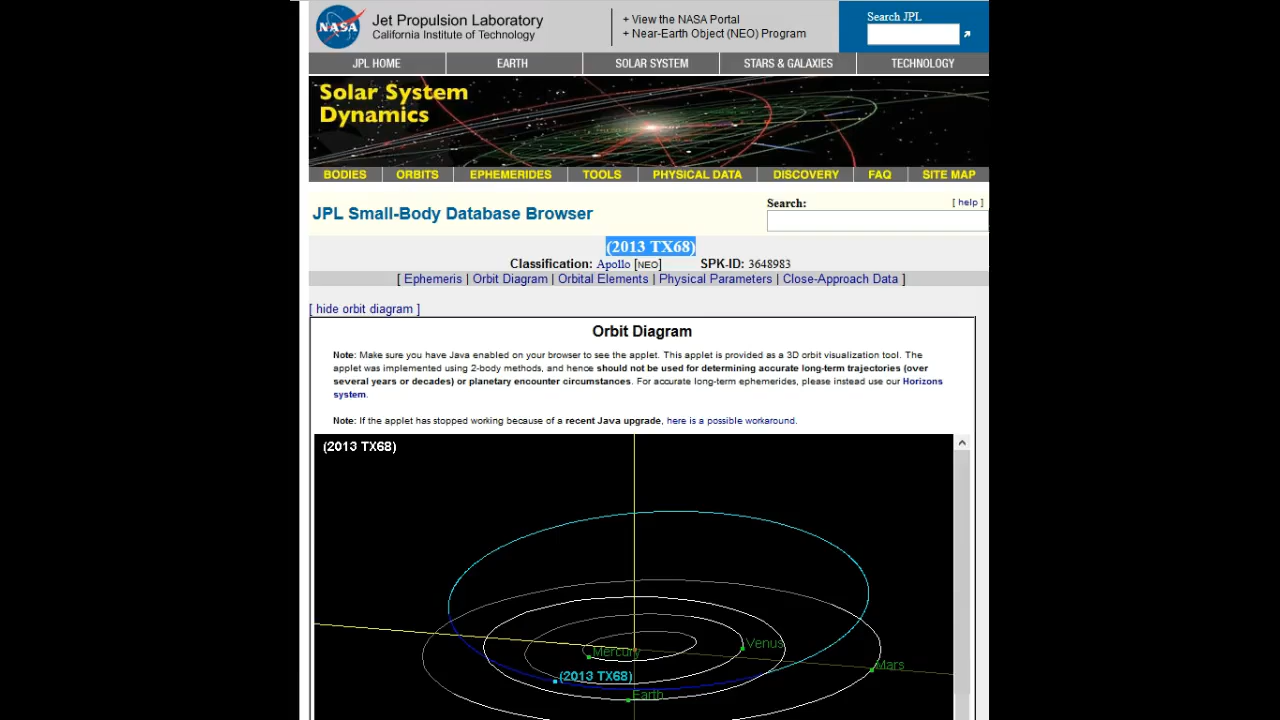 NASA
Jet Propulsion Laboratory
California Institute of Technology
+ View the NASA Portal
+ Near-Earth Object (NEO) Program
Search JPL
JPL HOME EARTH SOLAR SYSTEM STARS & GALAXIES TECHNOLOGY
Solar System
Dynamics
BODIES ORBITS EPHEMERIDES TOOLS PHYSICAL DATA DISCOVERY FAQ SITE MAP
JPL Small-Body Database Browser
Search: [ help ]
(2013 TX68)
Classification: Apollo [NEO] SPK-ID: 3648983
[ Ephemeris | Orbit Diagram | Orbital Elements | Physical Parameters | Close-Approach Data ]
[ hide orbit diagram ]
Orbit Diagram
Note: Make sure you have Java enabled on your browser to see the applet. This applet is provided as a 3D orbit visualization tool. The
applet was implemented using 2-body methods, and hence should not be used for determining accurate long-term trajectories (over
several years or decades) or planetary encounter circumstances. For accurate long-term ephemerides, please instead use our Horizons
system.
Note: If the applet has stopped working because of a recent Java upgrade, here is a possible workaround.
(2013 TX68)
Venus
Mercury
Mars
(2013 TX68)
Earth